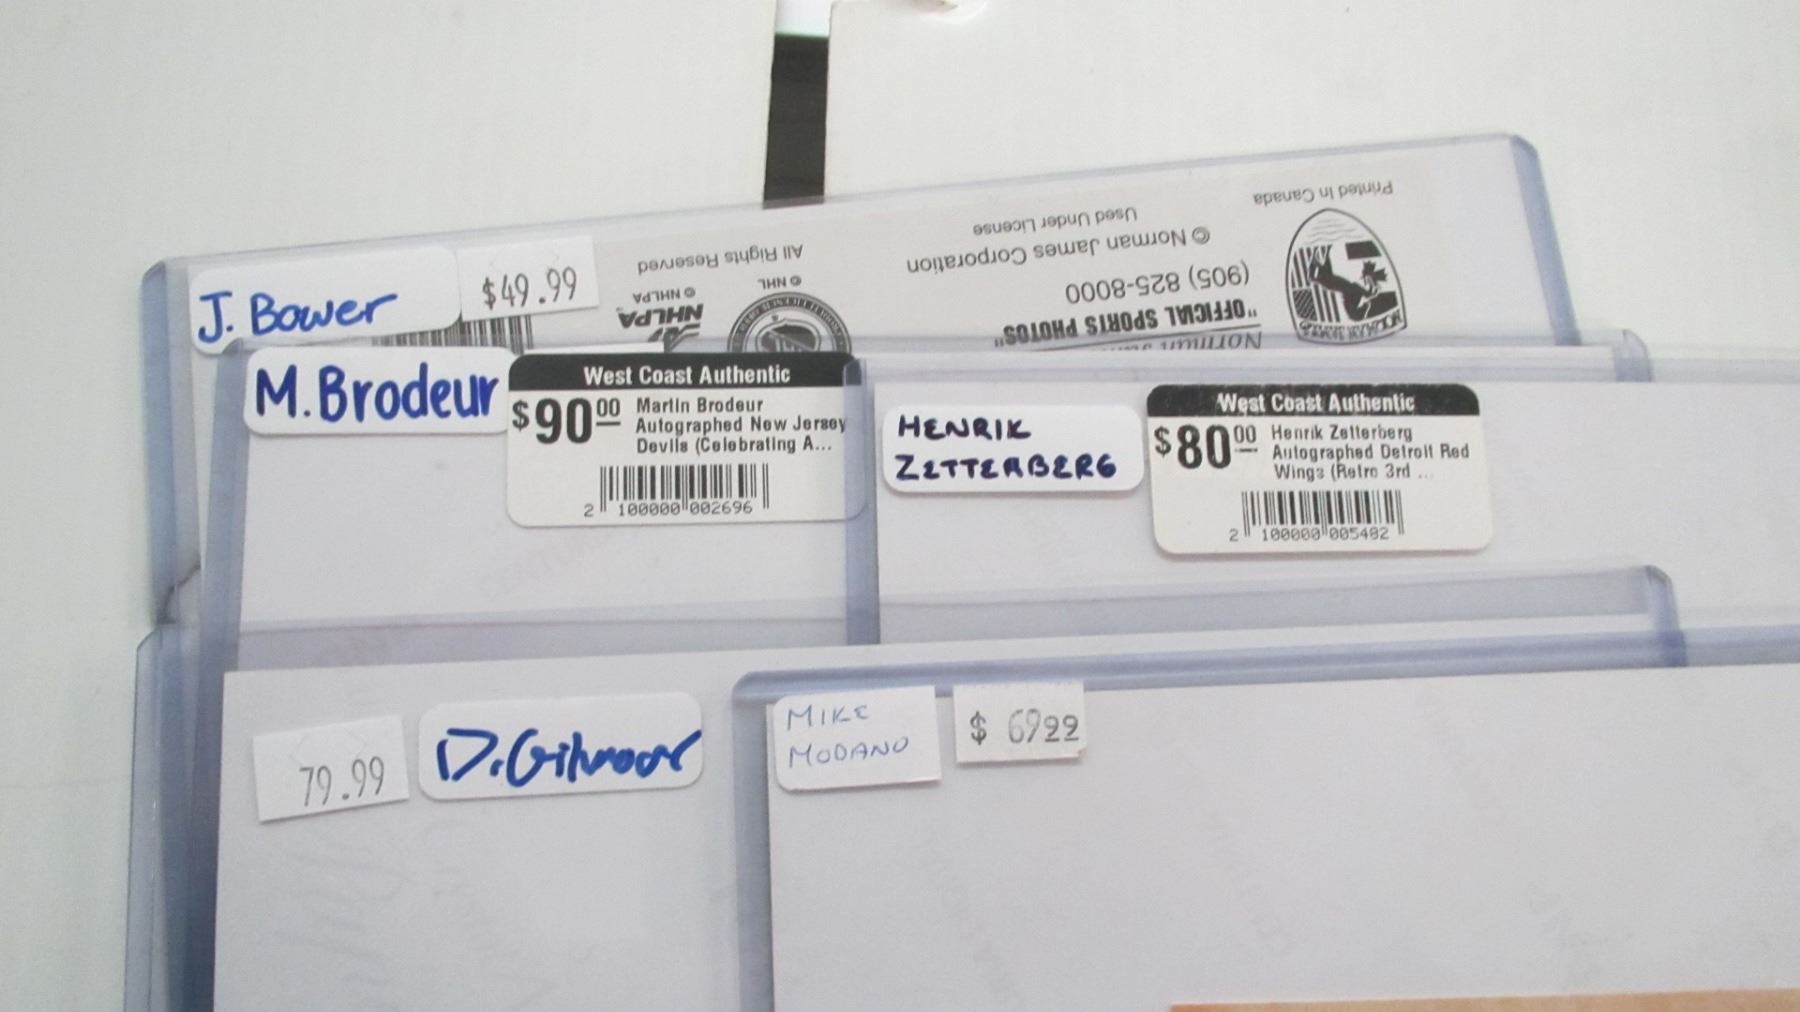 Printed In Canada
Used Under License
© Norman James Corporation
(905) 825-8000
"OFFICIAL SPORTS PHOTOS"
Norman
All Rights Reserved
© NHL
© NHLPA
NHLPA
J. Bower
$49.99
M. Brodeur
West Coast Authentic
$90.00
Martin Brodeur
Autographed New Jersey
Devils (Celebrating A...
2 100000 002696
HENRIK
ZETTERBERG
West Coast Authentic
$80.00
Henrik Zetterberg
Autographed Detroit Red
Wings (Retro 3rd ...
2 100000 005482
79.99
D. Gilmour
MIKE
MODANO
$ 6922